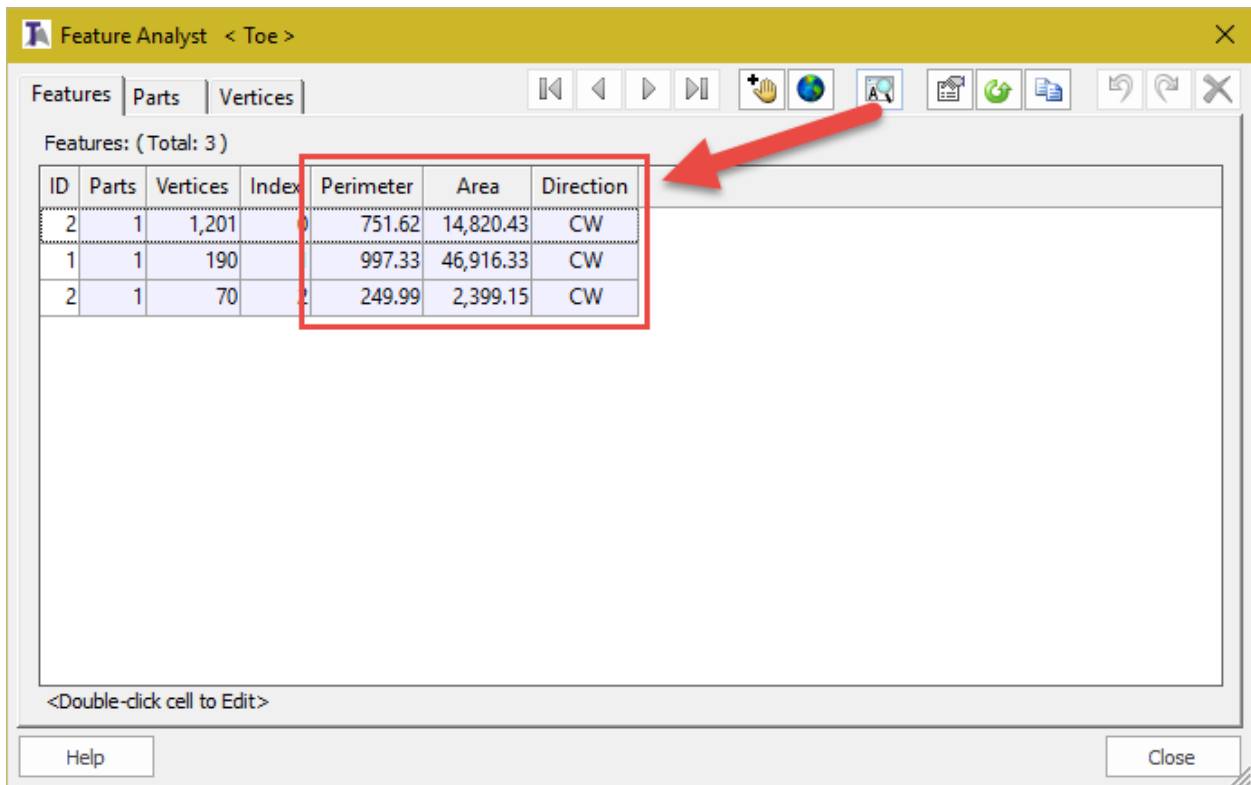 Feature Analyst < Toe >
Features Parts Vertices
Features: ( Total: 3 )
ID Parts Vertices Index Perimeter Area Direction
2 1 1,201 0 751.62 14,820.43 CW
1 1 190 997.33 46,916.33 CW
2 1 70 2 249.99 2,399.15 CW
<Double-click cell to Edit>
Help Close